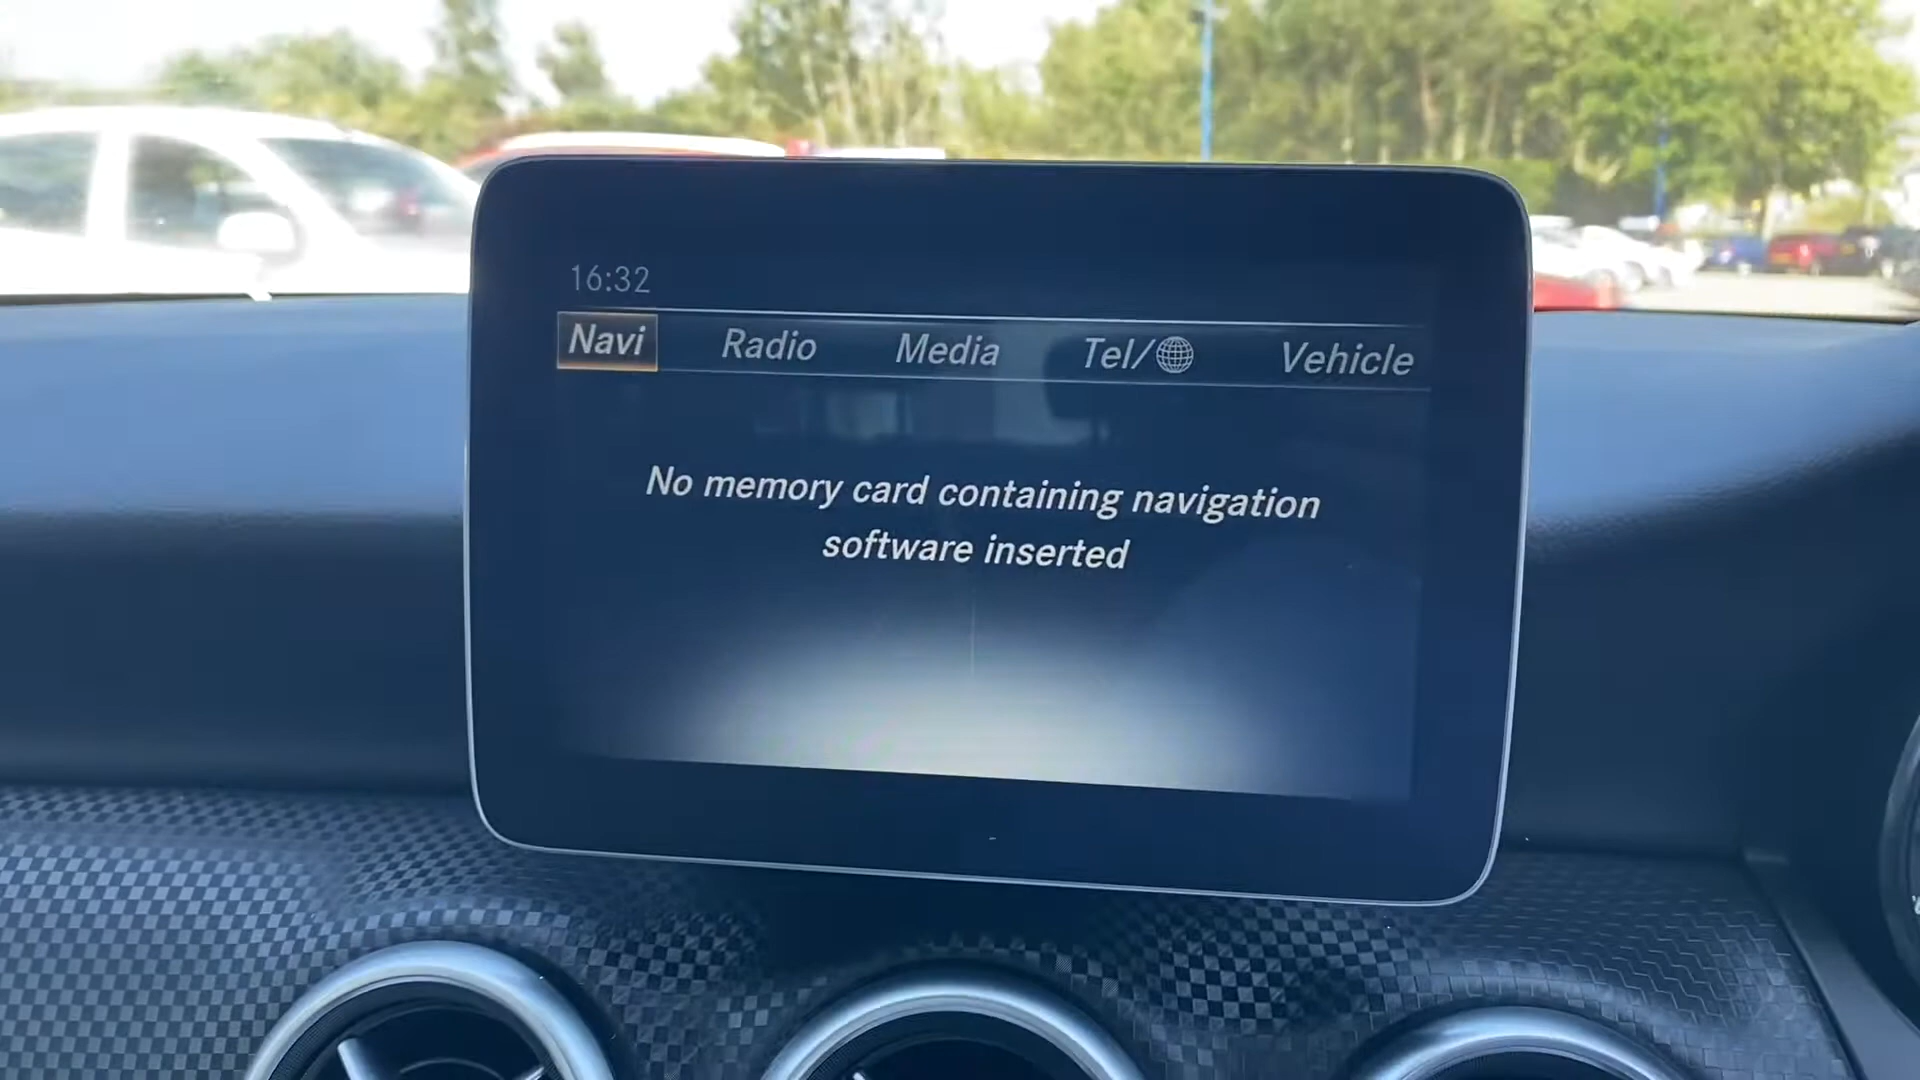 16:32
Navi Radio Media Tel/ Vehicle
No memory card containing navigation
software inserted